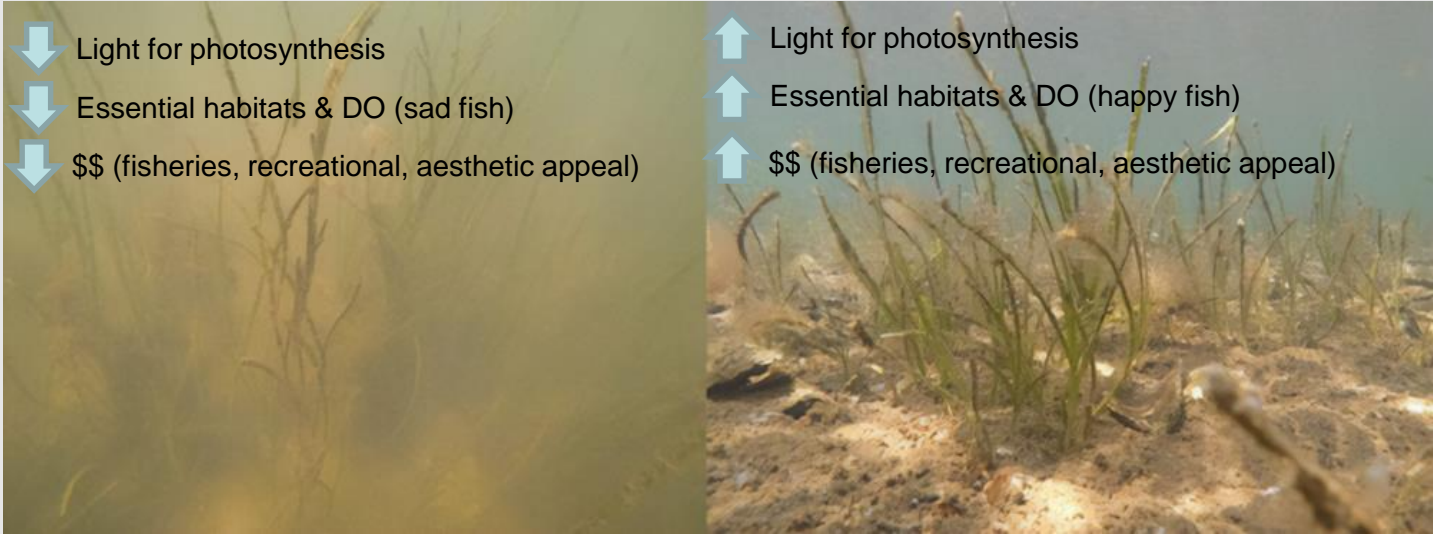 Light for photosynthesis
Essential habitats & DO (sad fish)
$$ (fisheries, recreational, aesthetic appeal)
Light for photosynthesis
Essential habitats & DO (happy fish)
$$ (fisheries, recreational, aesthetic appeal)